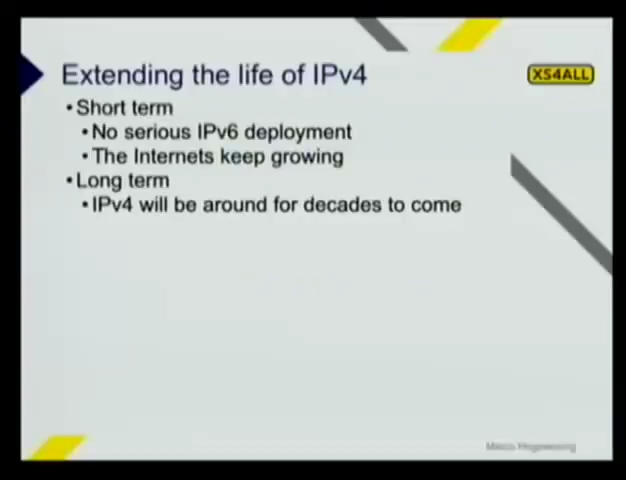 Extending the life of IPv4
XS4ALL
•Short term
•No serious IPv6 deployment
•The Internets keep growing
•Long term
•IPv4 will be around for decades to come